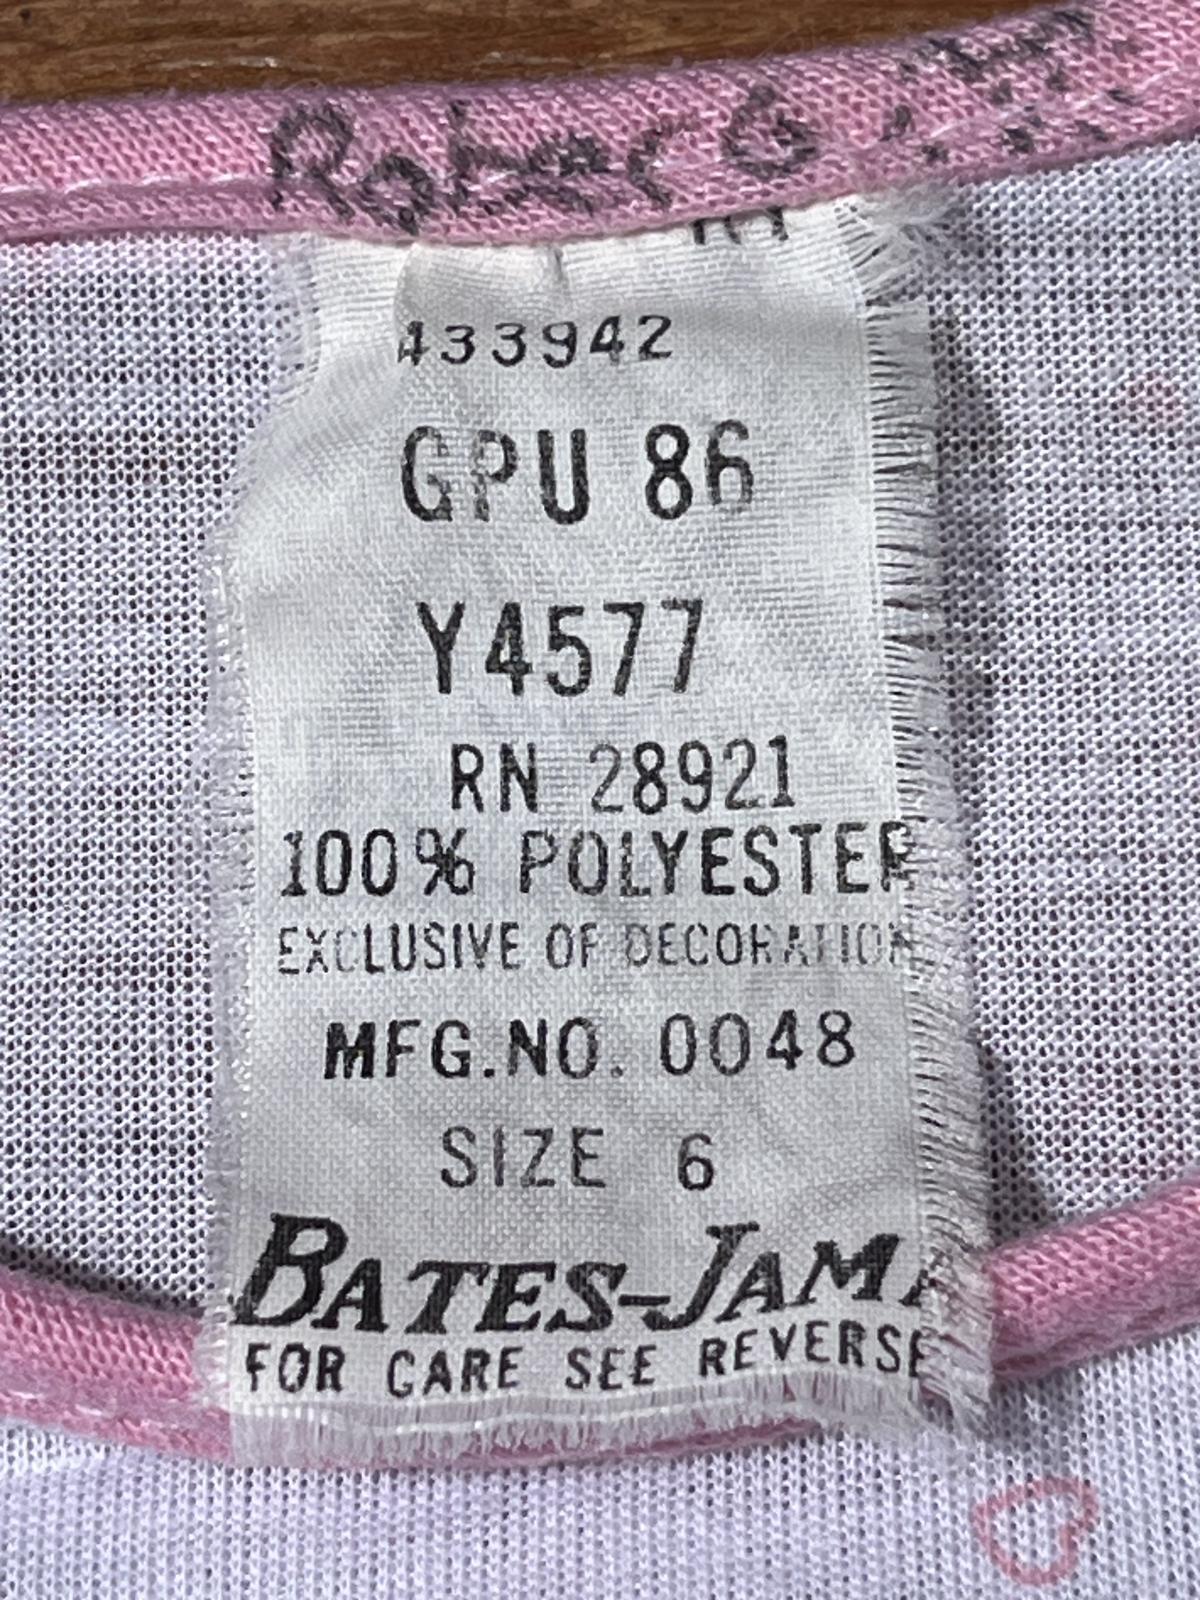 433942
GPU 86
Y4577
RN 28921
100% POLYESTER
EXCLUSIVE OF DECORATION
MFG.NO. 0048
SIZE 6
BATES-JAMA
FOR CARE SEE REVERSE